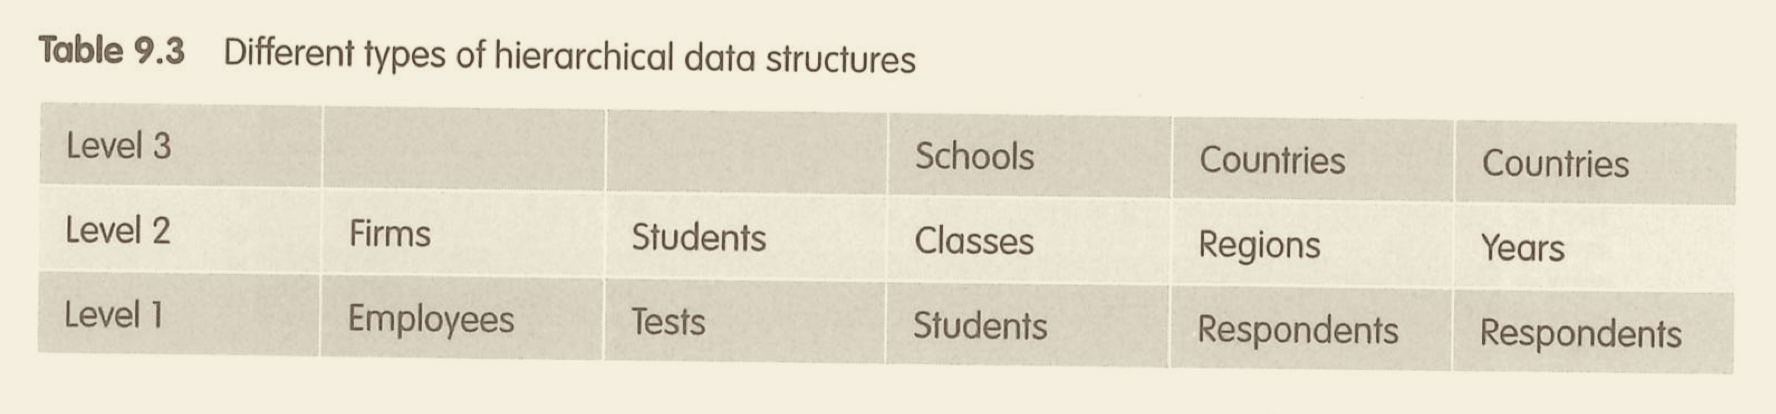 Table 9.3 Different types of hierarchical data structures
Level 3 Schools Countries Countries
Level 2 Firms Students Classes Regions Years
Level 1 Employees Tests Students Respondents Respondents